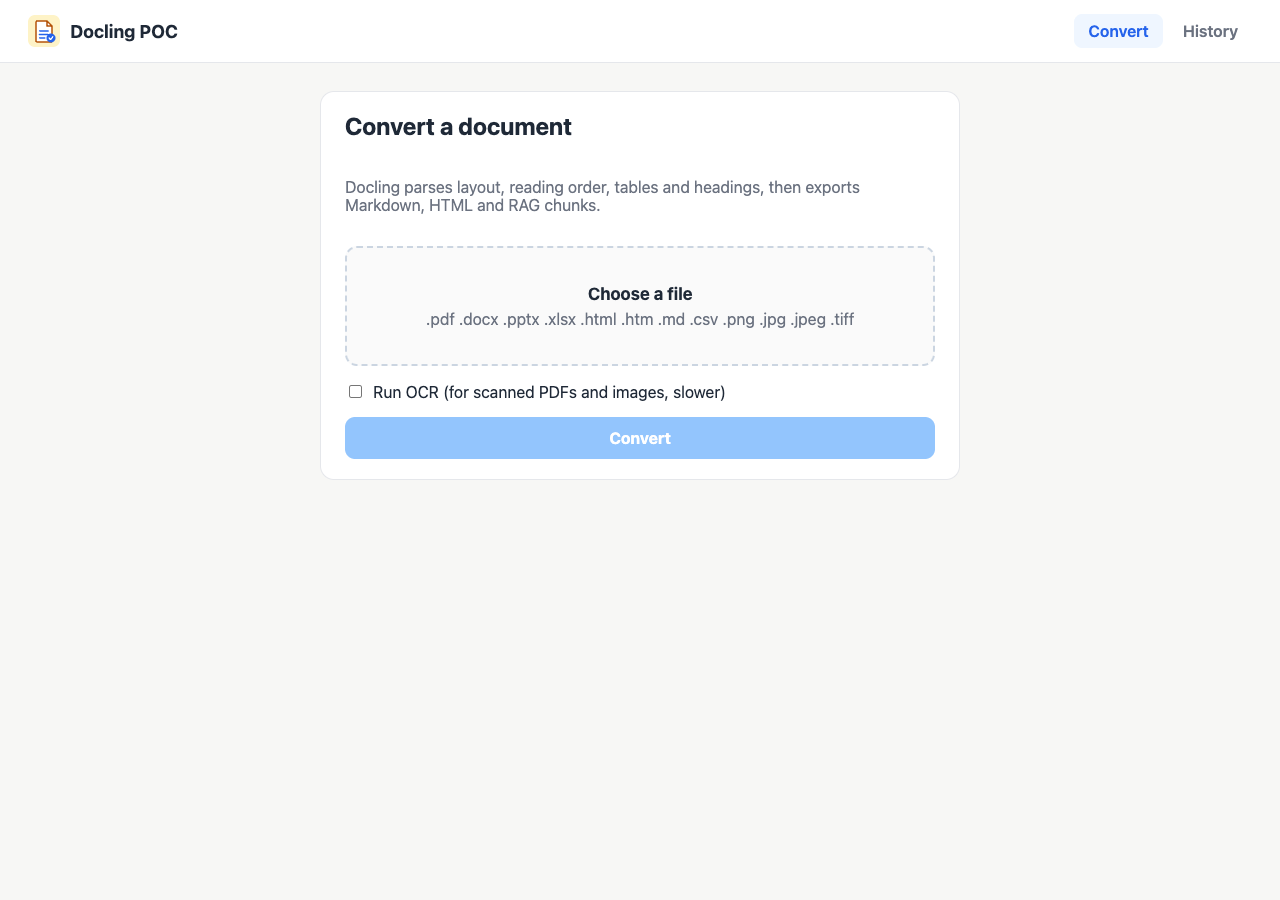 Docling POC
Convert
History
Convert a document
Docling parses layout, reading order, tables and headings, then exports
Markdown, HTML and RAG chunks.
Choose a file
.pdf .docx .pptx .xlsx .html .htm .md .csv .png .jpg .jpeg .tiff
Run OCR (for scanned PDFs and images, slower)
Convert